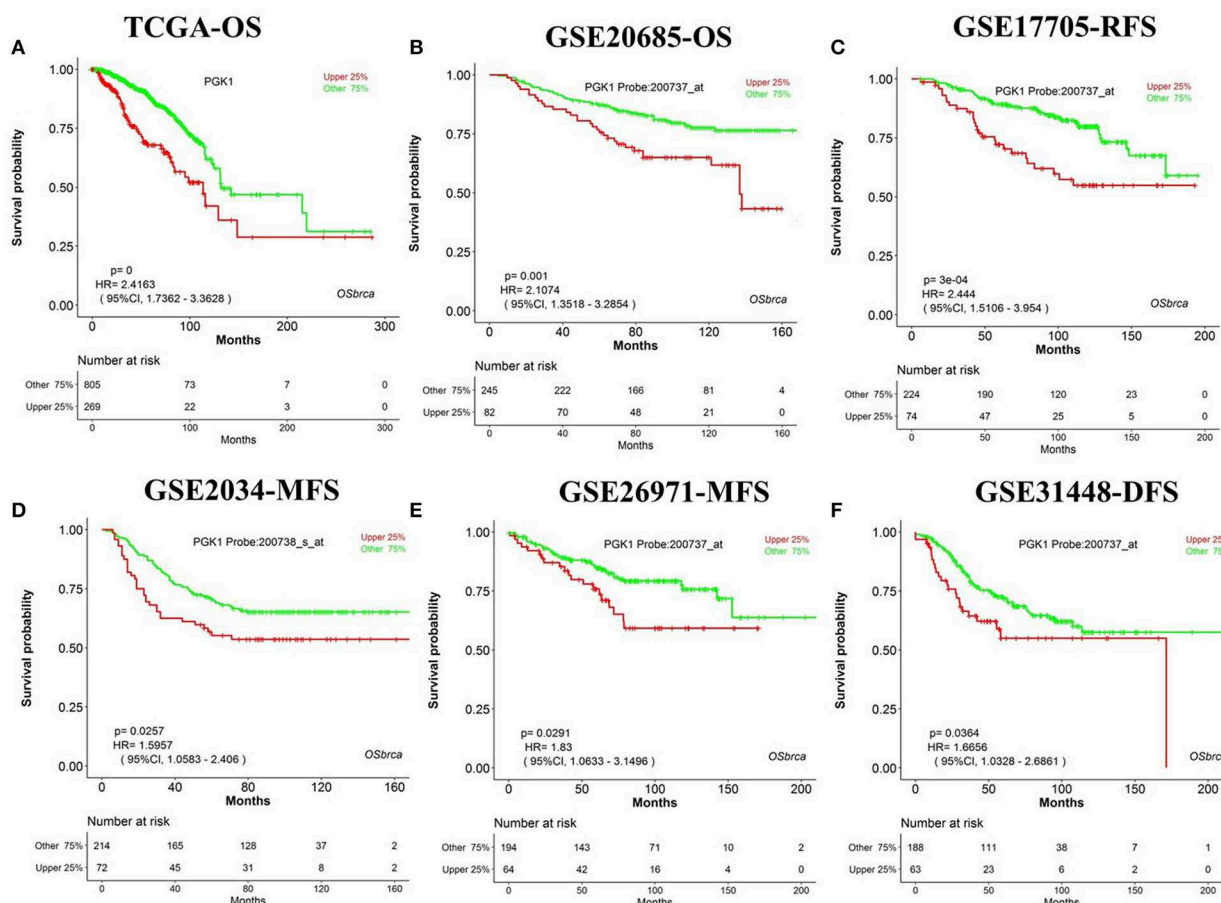 TCGA-OS
A
Survival probability
1.00
0.75
0.50
0.25
0.00
PGK1
Upper 25%
Other 75%
p= 0
HR= 2.4163
( 95%CI, 1.7362 - 3.3628 )
OSbrca
0 100 200 300
Months
Number at risk
Other 75% 805 73 7 0
Upper 25% 269 22 3 0
0 100 200 300
Months
GSE20685-OS
B
Survival probability
1.00
0.75
0.50
0.25
0.00
PGK1 Probe:200737_at
Upper 25%
Other 75%
p= 0.001
HR= 2.1074
( 95%CI, 1.3518 - 3.2854 )
OSbrca
0 40 80 120 160
Months
Number at risk
Other 75% 245 222 166 81 4
Upper 25% 82 70 48 21 0
0 40 80 120 160
Months
GSE17705-RFS
C
Survival probability
1.00
0.75
0.50
0.25
0.00
PGK1 Probe:200737_at
Upper 25%
Other 75%
p= 3e-04
HR= 2.444
( 95%CI, 1.5106 - 3.954 )
OSbrca
0 50 100 150 200
Months
Number at risk
Other 75% 224 190 120 23 0
Upper 25% 74 47 25 5 0
0 50 100 150 200
Months
GSE2034-MFS
D
Survival probability
1.00
0.75
0.50
0.25
0.00
PGK1 Probe:200738_s_at
Upper 25%
Other 75%
p= 0.0257
HR= 1.5957
( 95%CI, 1.0583 - 2.406 )
OSbrca
0 40 80 120 160
Months
Number at risk
Other 75% 214 165 128 37 2
Upper 25% 72 45 31 8 2
0 40 80 120 160
Months
GSE26971-MFS
E
Survival probability
1.00
0.75
0.50
0.25
0.00
PGK1 Probe:200737_at
Upper 25%
Other 75%
p= 0.0291
HR= 1.83
( 95%CI, 1.0633 - 3.1496 )
OSbrca
0 50 100 150 200
Months
Number at risk
Other 75% 194 143 71 10 2
Upper 25% 64 42 16 4 0
0 50 100 150 200
Months
GSE31448-DFS
F
Survival probability
1.00
0.75
0.50
0.25
0.00
PGK1 Probe:200737_at
Upper 25
Other 75
p= 0.0364
HR= 1.6656
( 95%CI, 1.0328 - 2.6861 )
OSbrca
0 50 100 150 200
Months
Number at risk
Other 75% 188 111 38 7 1
Upper 25% 63 23 6 2 0
0 50 100 150 200
Months